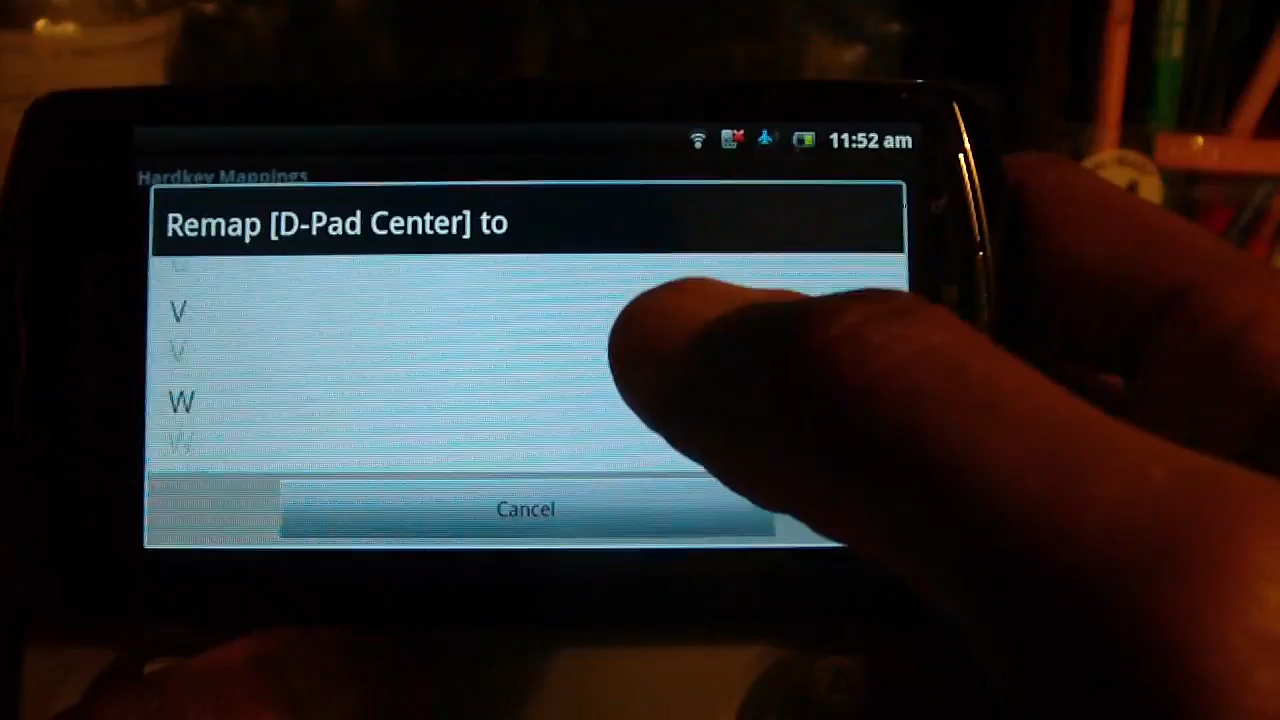 11:52 am
Hardkey Mappings
Remap [D-Pad Center] to
V
V
W
W
Cancel